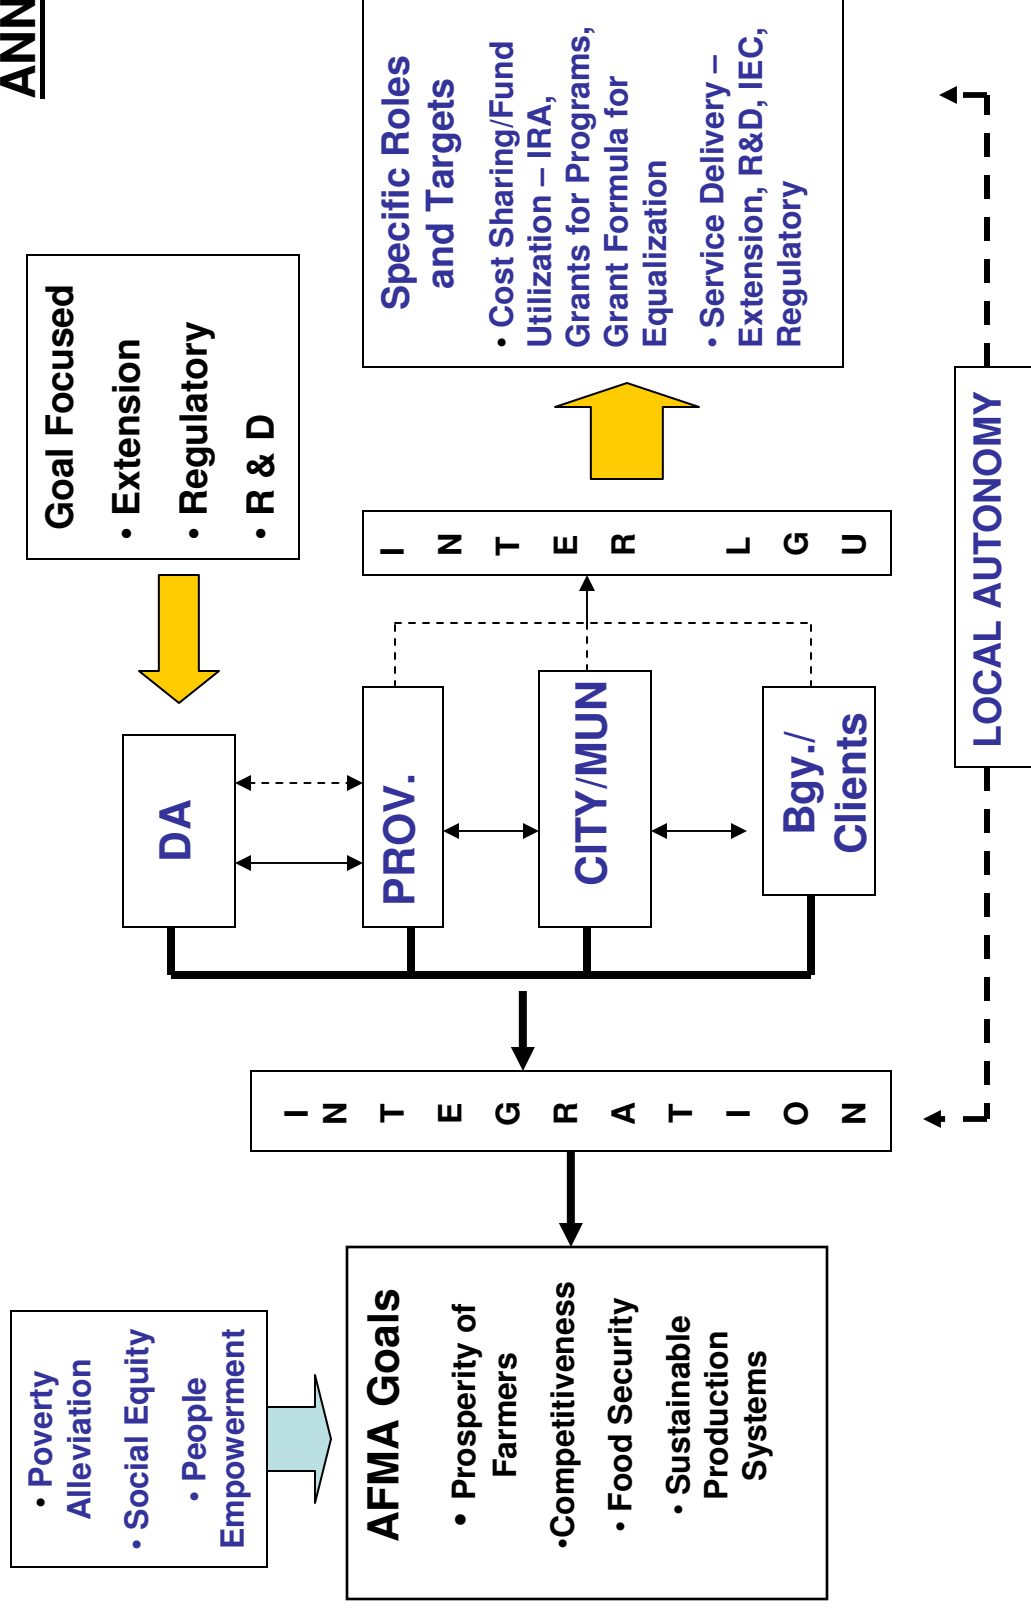 ANN
• Poverty
Alleviation
• Social Equity
• People
Empowerment
Goal Focused
• Extension
• Regulatory
• R & D
AFMA Goals
• Prosperity of
Farmers
•Competitiveness
• Food Security
• Sustainable
Production
Systems
I
N
T
E
G
R
A
T
I
O
N
DA
PROV.
CITY/MUN
Bgy./
Clients
I
N
T
E
R
L
G
U
Specific Roles
and Targets
• Cost Sharing/Fund
Utilization – IRA,
Grants for Programs,
Grant Formula for
Equalization
• Service Delivery –
Extension, R&D, IEC,
Regulatory
LOCAL AUTONOMY